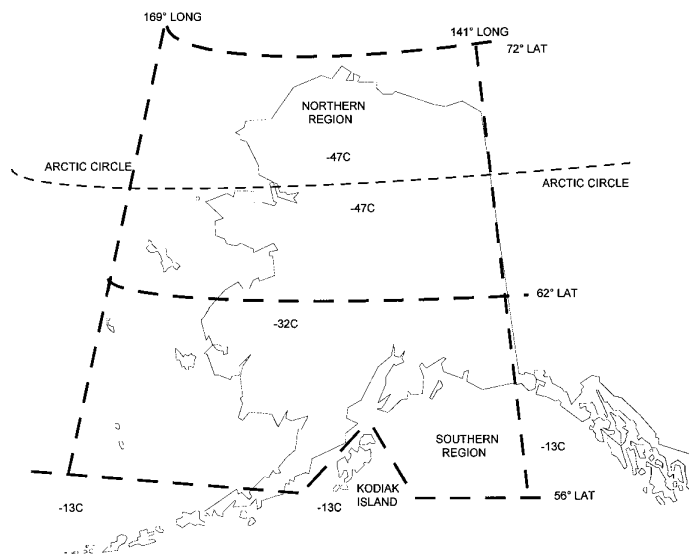 169° LONG
141° LONG
72° LAT
NORTHERN
REGION
-47C
ARCTIC CIRCLE
ARCTIC CIRCLE
-47C
62° LAT
-32C
SOUTHERN
REGION
-13C
KODIAK
ISLAND
56° LAT
-13C
-13C